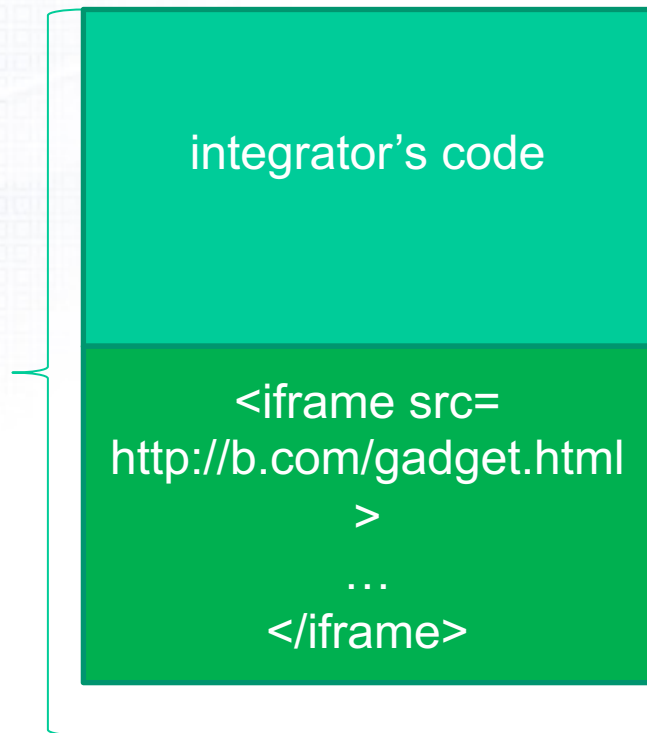 integrator’s code
<iframe src=
http://b.com/gadget.html
>
…
</iframe>